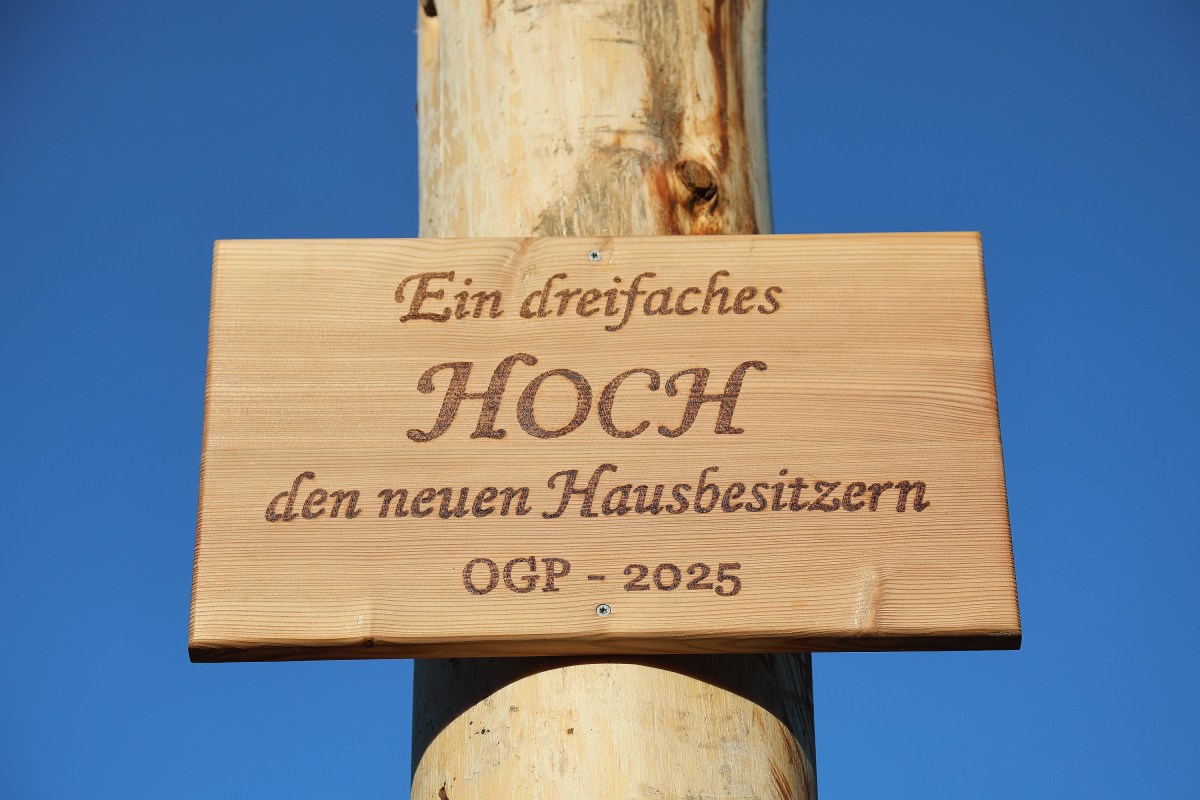 Ein dreifaches
HOCH
den neuen Hausbesitzern
OGP - 2025